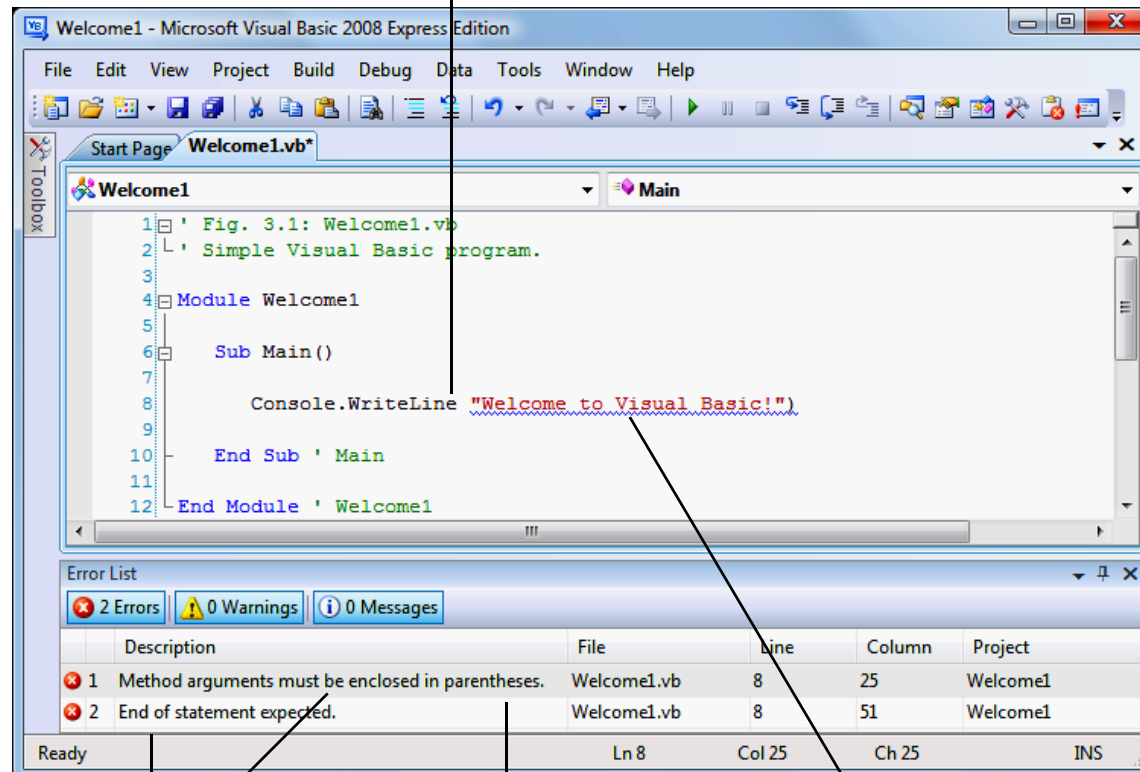 Welcome1 - Microsoft Visual Basic 2008 Express Edition
File Edit View Project Build Debug Data Tools Window Help
Toolbox
Start Page Welcome1.vb*
Welcome1 Main
1 ' Fig. 3.1: Welcome1.vb
2 ' Simple Visual Basic program.
3
4 Module Welcome1
5
6 Sub Main()
7
8 Console.WriteLine "Welcome to Visual Basic!")
9
10 End Sub ' Main
11
12 End Module ' Welcome1
Error List
2 Errors 0 Warnings 0 Messages
Description File Line Column Project
1 Method arguments must be enclosed in parentheses. Welcome1.vb 8 25 Welcome1
2 End of statement expected. Welcome1.vb 8 51 Welcome1
Ready Ln 8 Col 25 Ch 25 INS